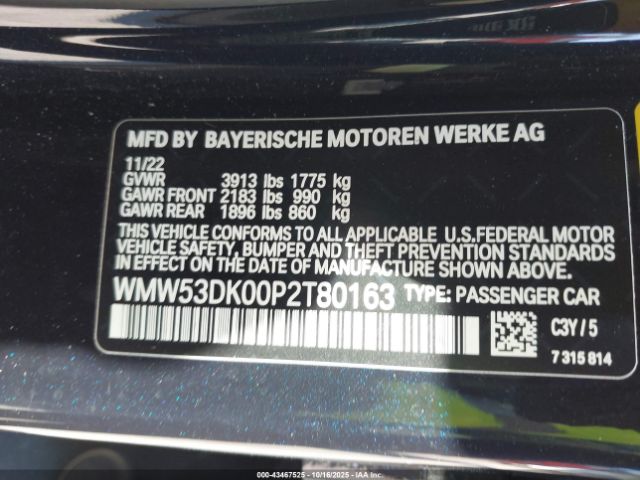 MFD BY BAYERISCHE MOTOREN WERKE AG
11/22
GVWR 3913 lbs 1775 kg
GAWR FRONT 2183 lbs 990 kg
GAWR REAR 1896 lbs 860 kg
THIS VEHICLE CONFORMS TO ALL APPLICABLE U.S.FEDERAL MOTOR
VEHICLE SAFETY, BUMPER AND THEFT PREVENTION STANDARDS
IN EFFECT ON THE DATE OF MANUFACTURE SHOWN ABOVE.
WMW53DK00P2T80163 TYPE: PASSENGER CAR
C3Y / 5
7 315 814
000-43467525 | 10/16/2025 | IAAI.com